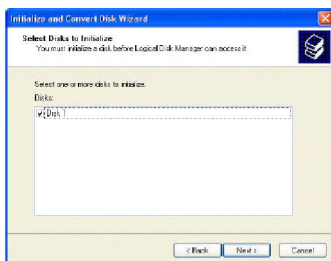 Initialize and Convert Disk Wizard
Select Disks to Initialize
You must initialize a disk before Logical Disk Manager can access it.
Select one or more disks to initialize.
Disks:
Disk 1
< Back
Next >
Cancel